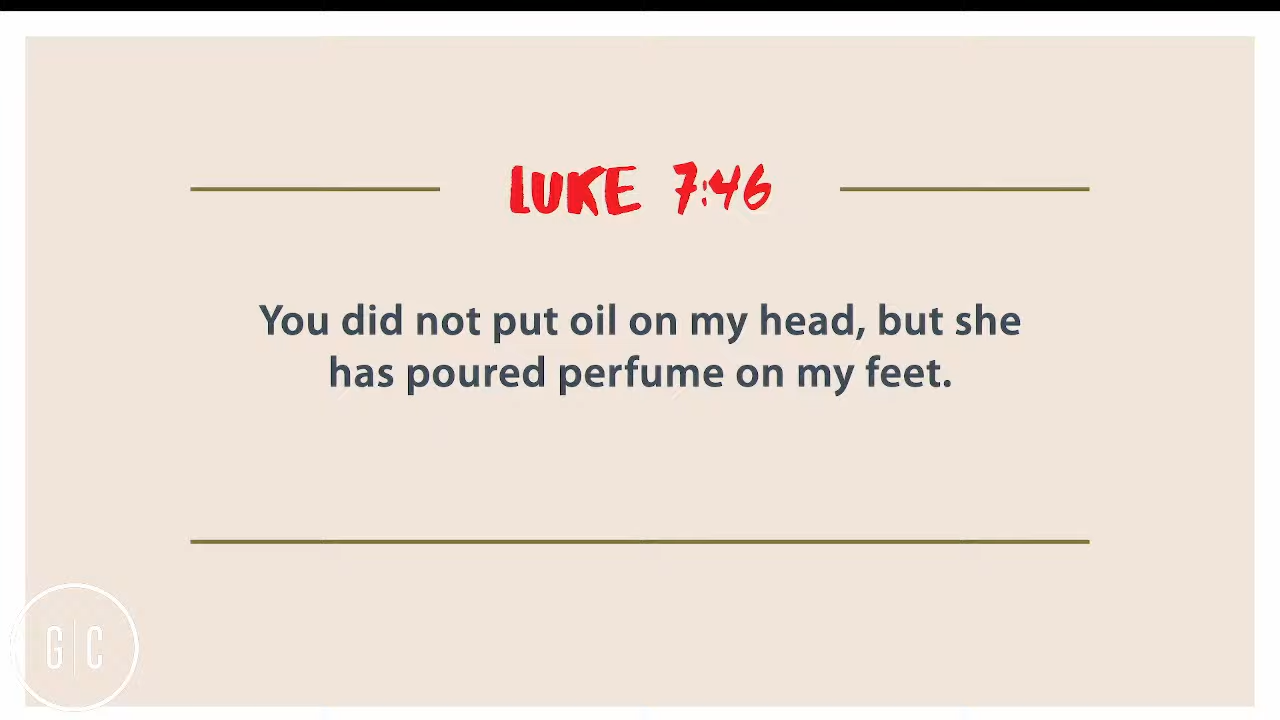 LUKE 7:46
You did not put oil on my head, but she
has poured perfume on my feet.
G|C